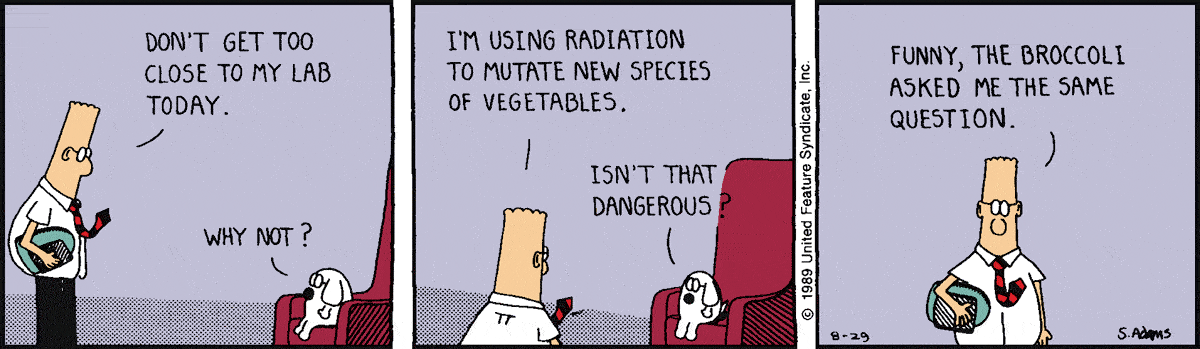 DON'T GET TOO
CLOSE TO MY LAB
TODAY.
WHY NOT?
I'M USING RADIATION
TO MUTATE NEW SPECIES
OF VEGETABLES.
ISN'T THAT
DANGEROUS?
© 1989 United Feature Syndicate, Inc.
FUNNY, THE BROCCOLI
ASKED ME THE SAME
QUESTION.
8-29
S.Adams